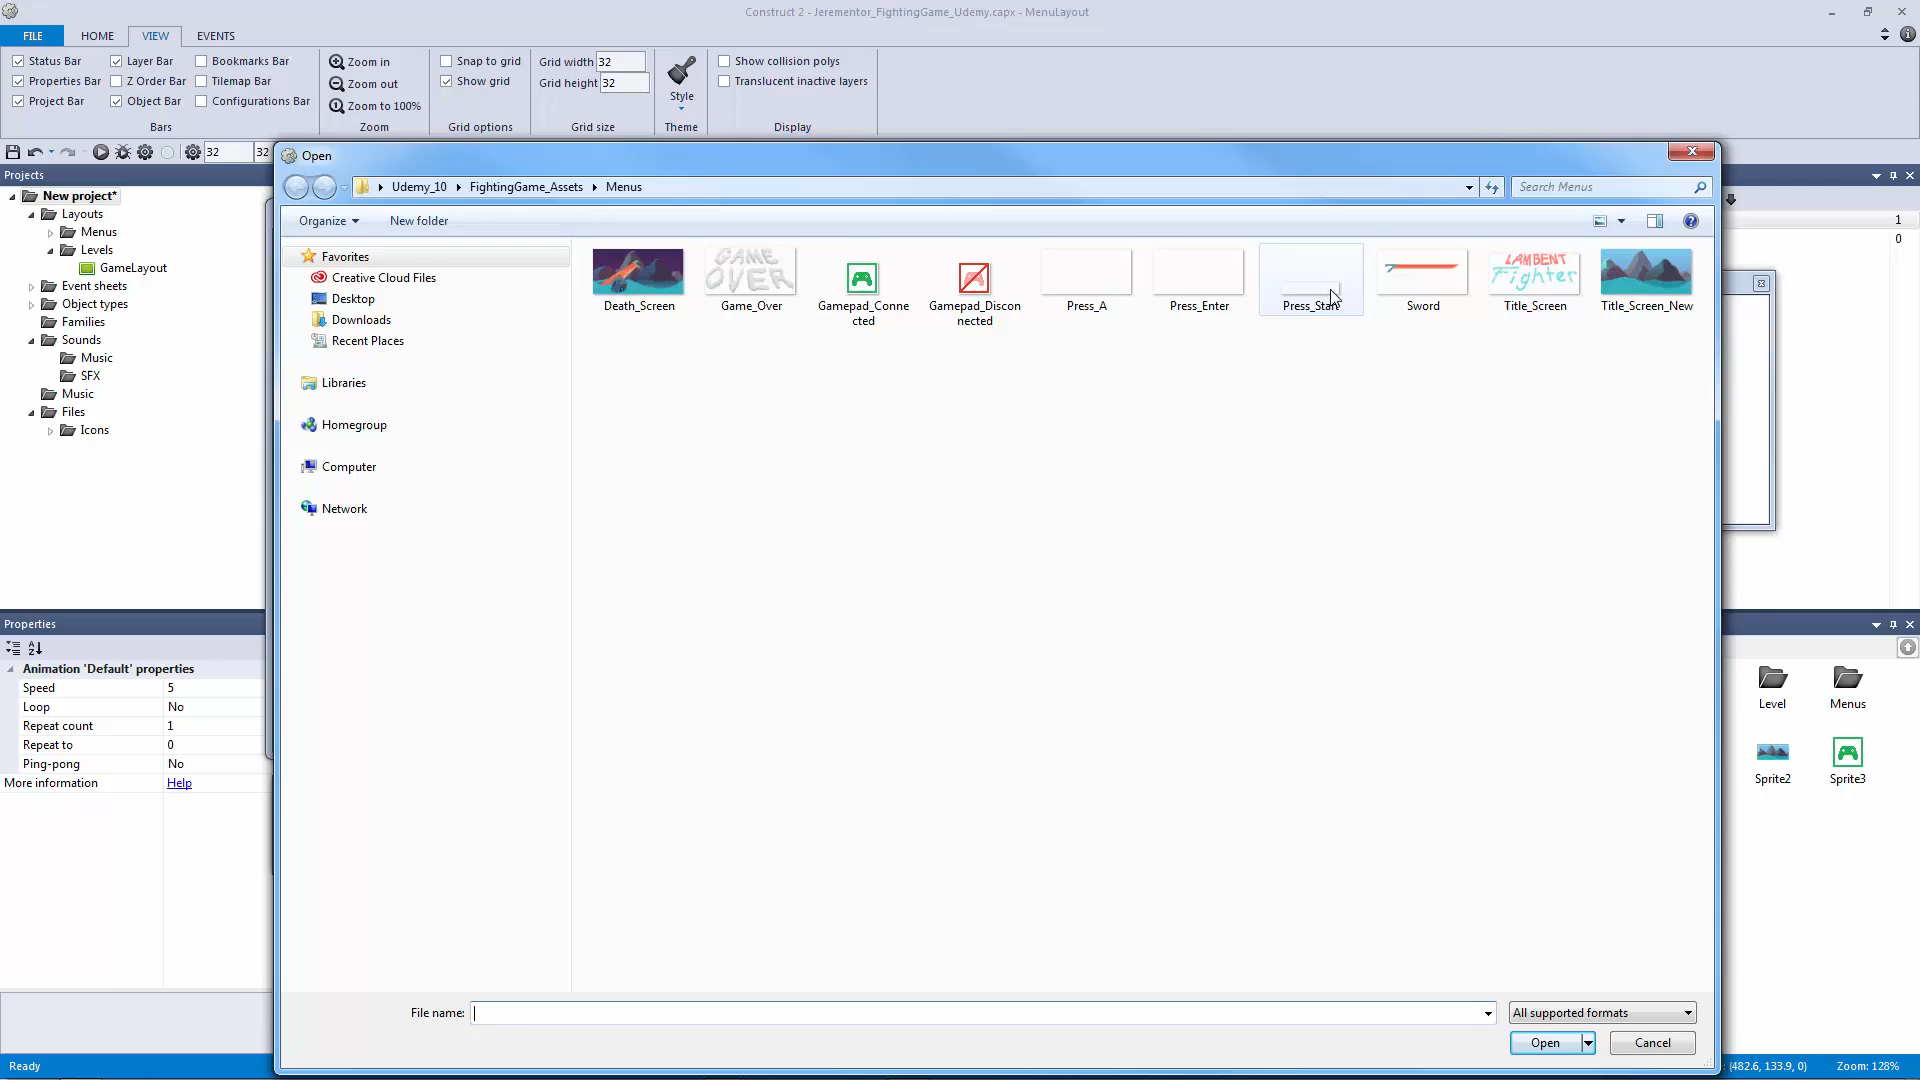 Construct 2 - Jerementor_FightingGame_Udemy.capx - MenuLayout
FILE HOME VIEW EVENTS
Status Bar Layer Bar Bookmarks Bar Zoom in Snap to grid Grid width 32 Show collision polys
Properties Bar Z Order Bar Tilemap Bar Zoom out Show grid Grid height 32 Style Translucent inactive layers
Project Bar Object Bar Configurations Bar Zoom to 100%
Bars Zoom Grid options Grid size Theme Display
32 32
Open
Projects
Udemy_10 FightingGame_Assets Menus
Search Menus
New project*
Layouts
Menus
Levels
GameLayout
Event sheets
Object types
Families
Sounds
Music
SFX
Music
Files
Icons
Organize New folder
1
0
Favorites
Creative Cloud Files
Desktop
Downloads
Recent Places
Libraries
Homegroup
Computer
Network
GAME OVER
LAMBENT Fighter
Death_Screen
Game_Over
Gamepad_Connected
Gamepad_Disconnected
Press_A
Press_Enter
Press_Start
Sword
Title_Screen
Title_Screen_New
Properties
Animation 'Default' properties
Speed 5
Loop No
Repeat count 1
Repeat to 0
Ping-pong No
More information Help
Level Menus
Sprite2 Sprite3
File name: All supported formats
Open Cancel
Ready
: (482.6, 133.9, 0) Zoom: 128%